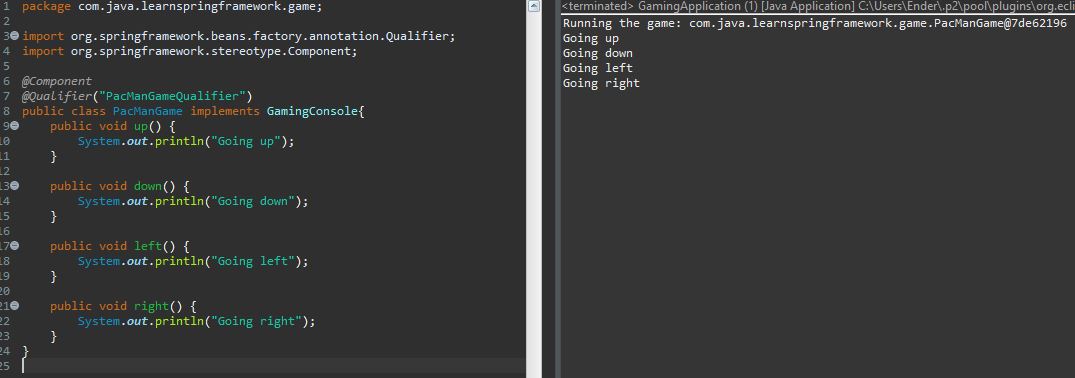 package com.java.learnspringframework.game;
import org.springframework.beans.factory.annotation.Qualifier;
import org.springframework.stereotype.Component;
@Component
@Qualifier("PacManGameQualifier")
public class PacManGame implements GamingConsole{
public void up() {
System.out.println("Going up");
}
public void down() {
System.out.println("Going down");
}
public void left() {
System.out.println("Going left");
}
public void right() {
System.out.println("Going right");
}
}
1
2
3
4
5
6
7
8
9
10
11
12
13
14
15
16
17
18
19
20
21
22
23
24
25
<terminated> GamingApplication (1) [Java Application] C:\Users\Ender\.p2\pool\plugins\org.ecli
Running the game: com.java.learnspringframework.game.PacManGame@7de62196
Going up
Going down
Going left
Going right